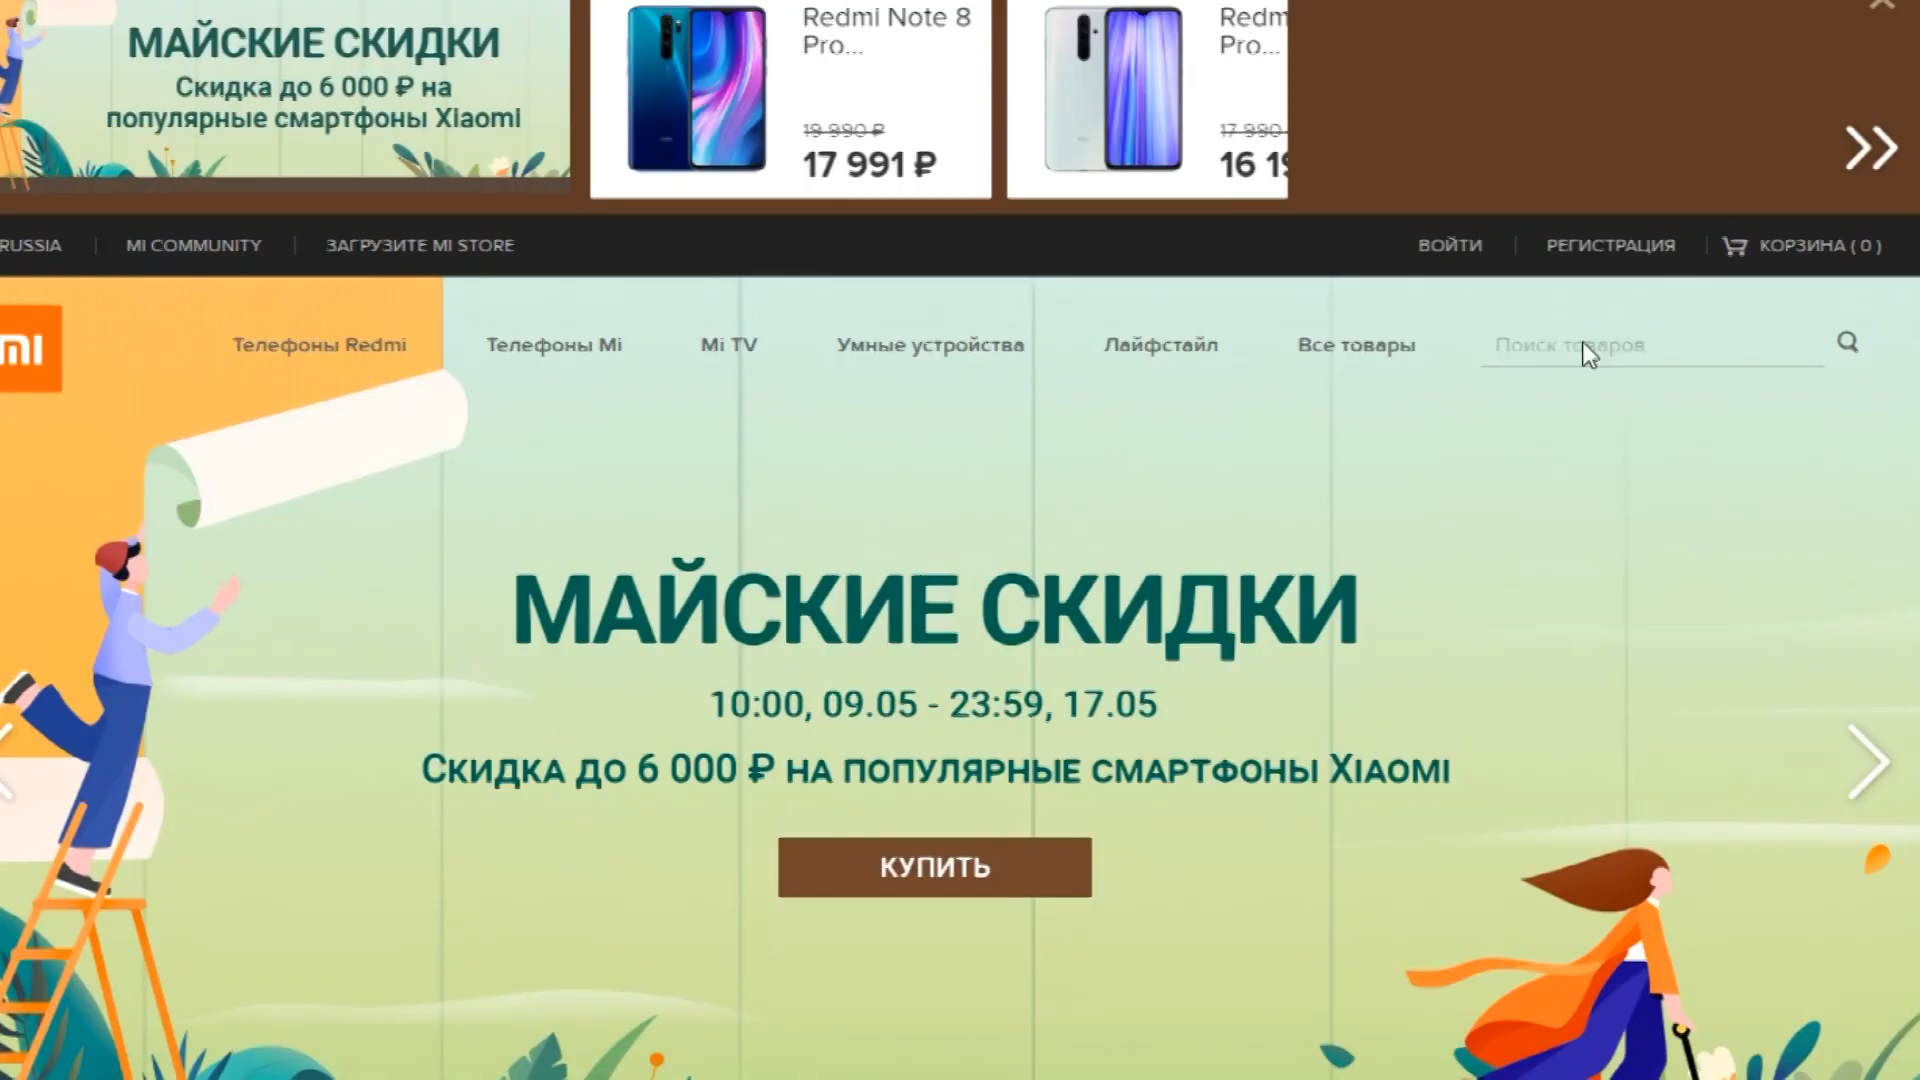 МАЙСКИЕ СКИДКИ
Скидка до 6 000 ₽ на
популярные смартфоны Xiaomi
Redmi Note 8
Pro...
17 991 ₽
Pro...
17 990
RUSSIA
MI COMMUNITY
ЗАГРУЗИТЕ MI STORE
ВОЙТИ
РЕГИСТРАЦИЯ
КОРЗИНА ( 0 )
Телефоны Redmi
Телефоны Mi
Mi TV
Умные устройства
Лайфстайл
Все товары
Поиск товаров
МАЙСКИЕ СКИДКИ
10:00, 09.05 - 23:59, 17.05
Скидка до 6 000 ₽ на популярные смартфоны Xiaomi
КУПИТЬ